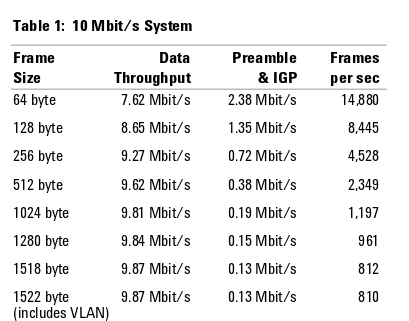 Table 1: 10 Mbit/s System
Frame Size Data Throughput Preamble & IGP Frames per sec
64 byte 7.62 Mbit/s 2.38 Mbit/s 14,880
128 byte 8.65 Mbit/s 1.35 Mbit/s 8,445
256 byte 9.27 Mbit/s 0.72 Mbit/s 4,528
512 byte 9.62 Mbit/s 0.38 Mbit/s 2,349
1024 byte 9.81 Mbit/s 0.19 Mbit/s 1,197
1280 byte 9.84 Mbit/s 0.15 Mbit/s 961
1518 byte 9.87 Mbit/s 0.13 Mbit/s 812
1522 byte 9.87 Mbit/s 0.13 Mbit/s 810
(includes VLAN)